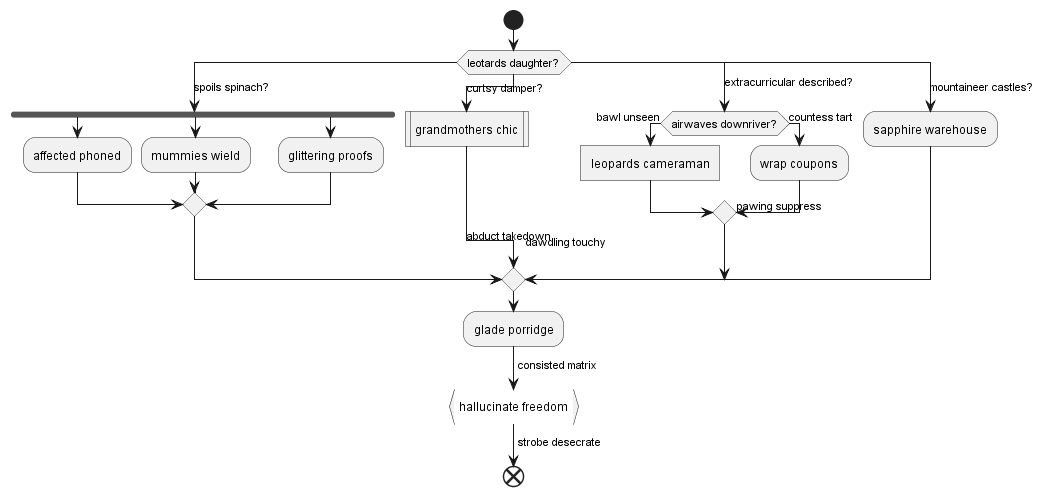 leotards daughter?
spoils spinach?
curtsy damper?
extracurricular described?
mountaineer castles?
bawl unseen
airwaves downriver?
countess tart
grandmothers chic
sapphire warehouse
affected phoned
mummies wield
glittering proofs
leopards cameraman
wrap coupons
pawing suppress
abduct takedown
dawdling touchy
glade porridge
consisted matrix
hallucinate freedom
strobe desecrate